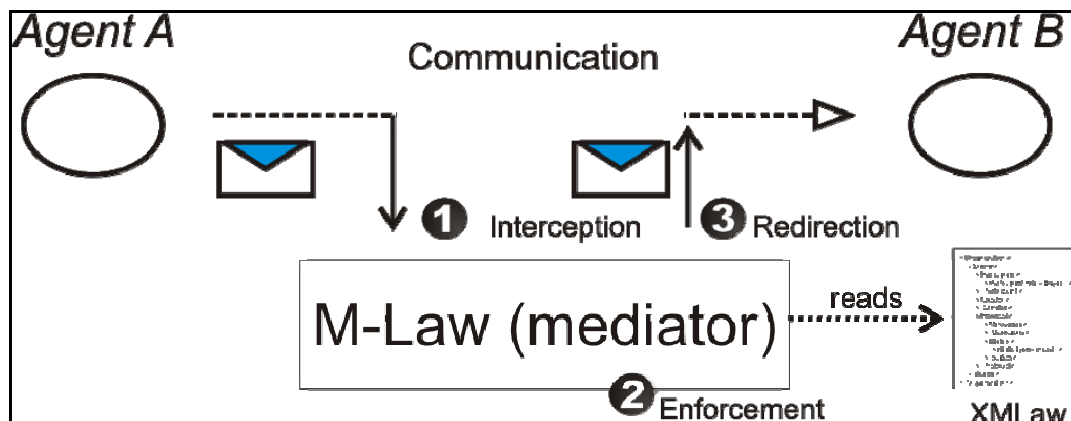 Agent A
Agent B
Communication
1 Interception
3 Redirection
M-Law (mediator)
reads
2 Enforcement
XMLaw